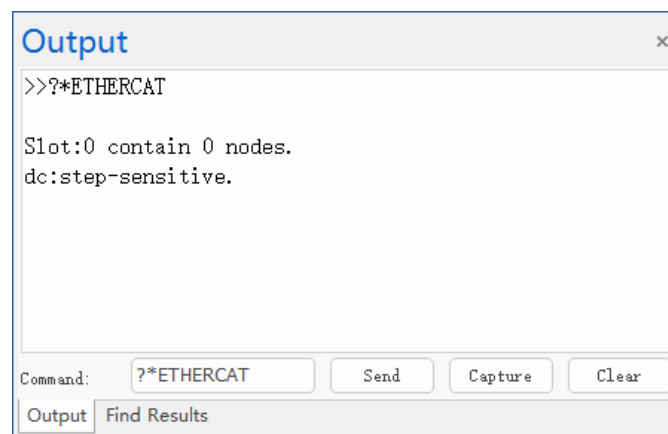 Output ×
>>?*ETHERCAT
Slot:0 contain 0 nodes.
dc:step-sensitive.
Command: ?*ETHERCAT Send Capture Clear
Output Find Results